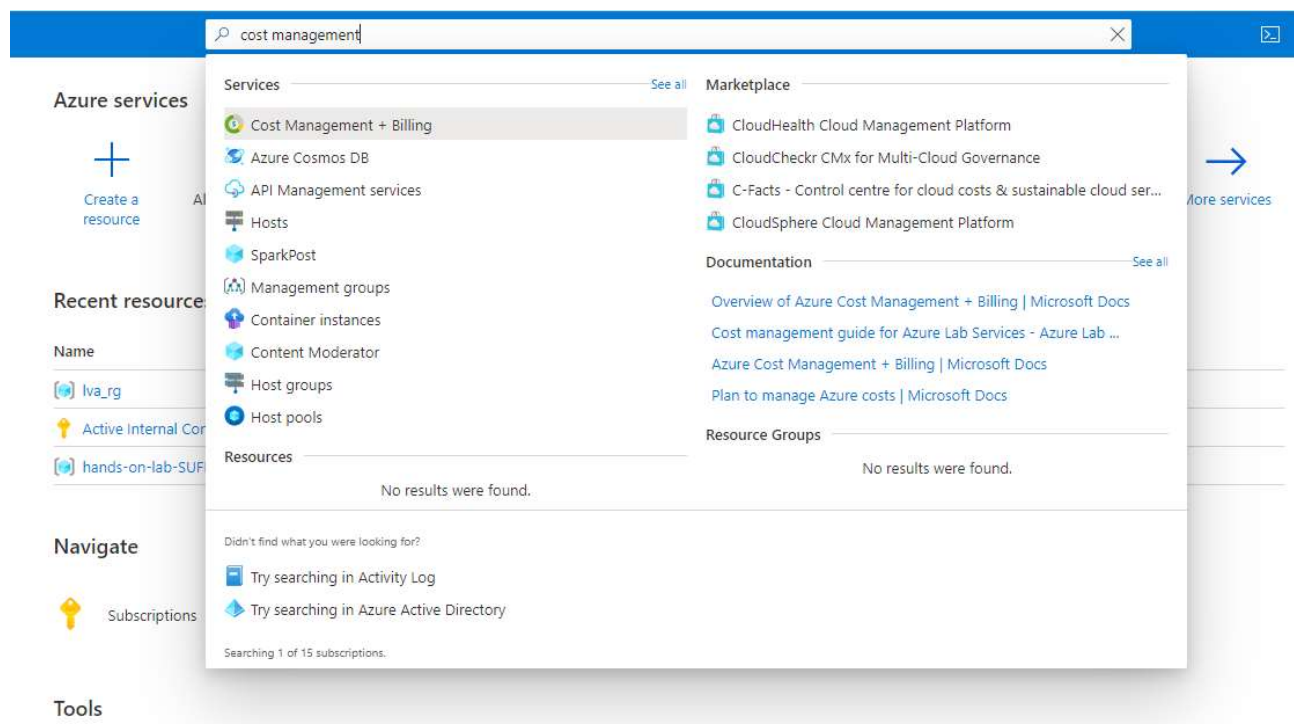 cost management
Azure services
Create a
resource
Al
More services
Recent resource
Name
lva_rg
Active Internal Cor
hands-on-lab-SUF
Navigate
Subscriptions
Tools
Services
See all
Cost Management + Billing
Azure Cosmos DB
API Management services
Hosts
SparkPost
Management groups
Container instances
Content Moderator
Host groups
Host pools
Resources
No results were found.
Marketplace
CloudHealth Cloud Management Platform
CloudCheckr CMx for Multi-Cloud Governance
C-Facts - Control centre for cloud costs & sustainable cloud ser...
CloudSphere Cloud Management Platform
Documentation
See all
Overview of Azure Cost Management + Billing | Microsoft Docs
Cost management guide for Azure Lab Services - Azure Lab ...
Azure Cost Management + Billing | Microsoft Docs
Plan to manage Azure costs | Microsoft Docs
Resource Groups
No results were found.
Didn't find what you were looking for?
Try searching in Activity Log
Try searching in Azure Active Directory
Searching 1 of 15 subscriptions.